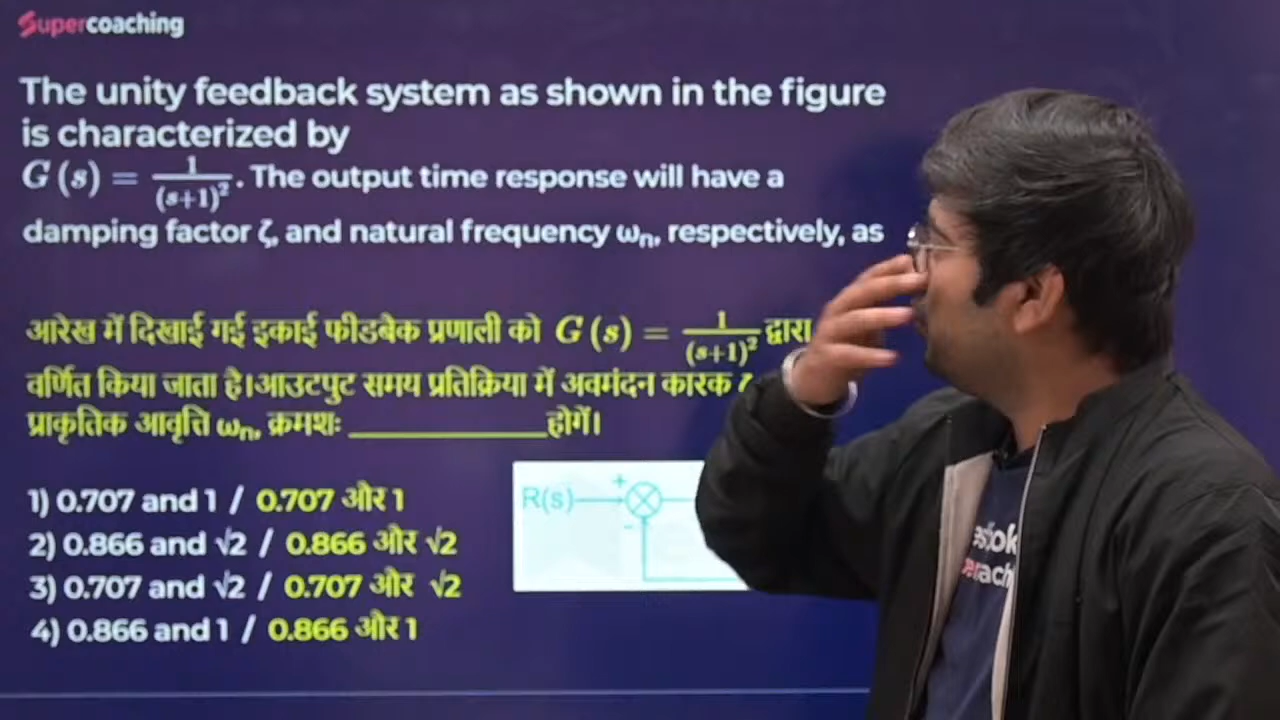 Supercoaching
The unity feedback system as shown in the figure
is characterized by
G (s) = 1/(s+1)². The output time response will have a
damping factor ζ, and natural frequency ωn, respectively, as
आरेख में दिखाई गई इकाई फीडबैक प्रणाली को G (s) = 1/(s+1)² द्वारा
वर्णित किया जाता है।आउटपुट समय प्रतिक्रिया में अवमंदन कारक
प्राकृतिक आवृत्ति ωn, क्रमशः ____________होगें।
1) 0.707 and 1 / 0.707 और 1
2) 0.866 and √2 / 0.866 और √2
3) 0.707 and √2 / 0.707 और √2
4) 0.866 and 1 / 0.866 और 1
R(s)
+
-